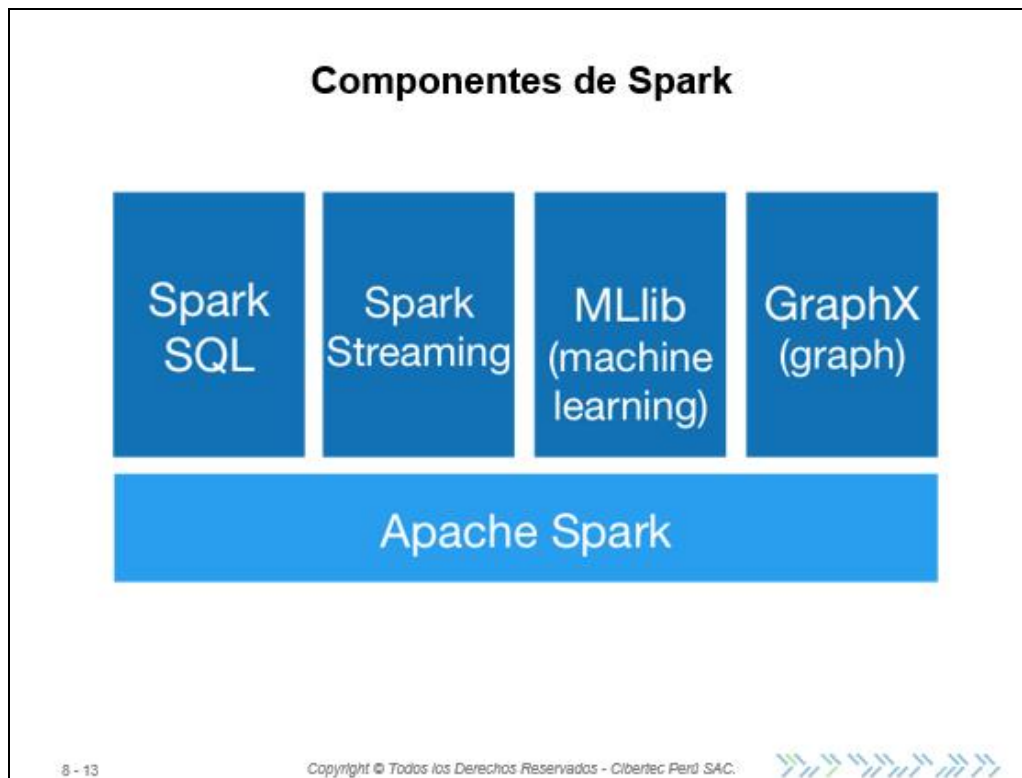 Componentes de Spark
Spark
SQL
Spark
Streaming
MLlib
(machine
learning)
GraphX
(graph)
Apache Spark
8 - 13
Copyright © Todos los Derechos Reservados - Cibertec Perú SAC.